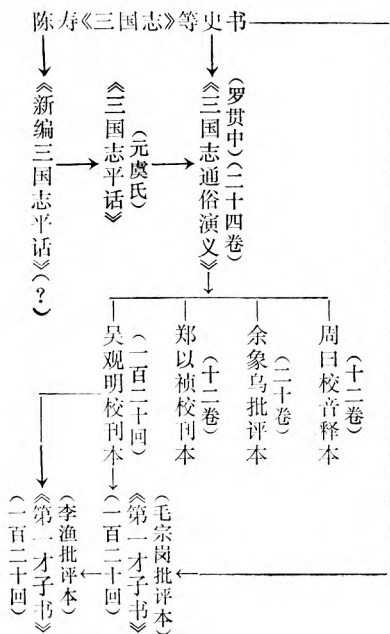 陈寿《三国志》等史书
《新编三国志平话》(？)
《三国志平话》
(元虞氏)
《三国志通俗演义》
(罗贯中)(二十四卷)
吴观明校刊本
(一百二十回)
郑以祯校刊本
(十二卷)
余象乌批评本
(二十卷)
周曰校音释本
(十二卷)
(一百二十回)
《第一才子书》
(李渔批评本)
(一百二十回)
《第一才子书》
(毛宗岗批评本)